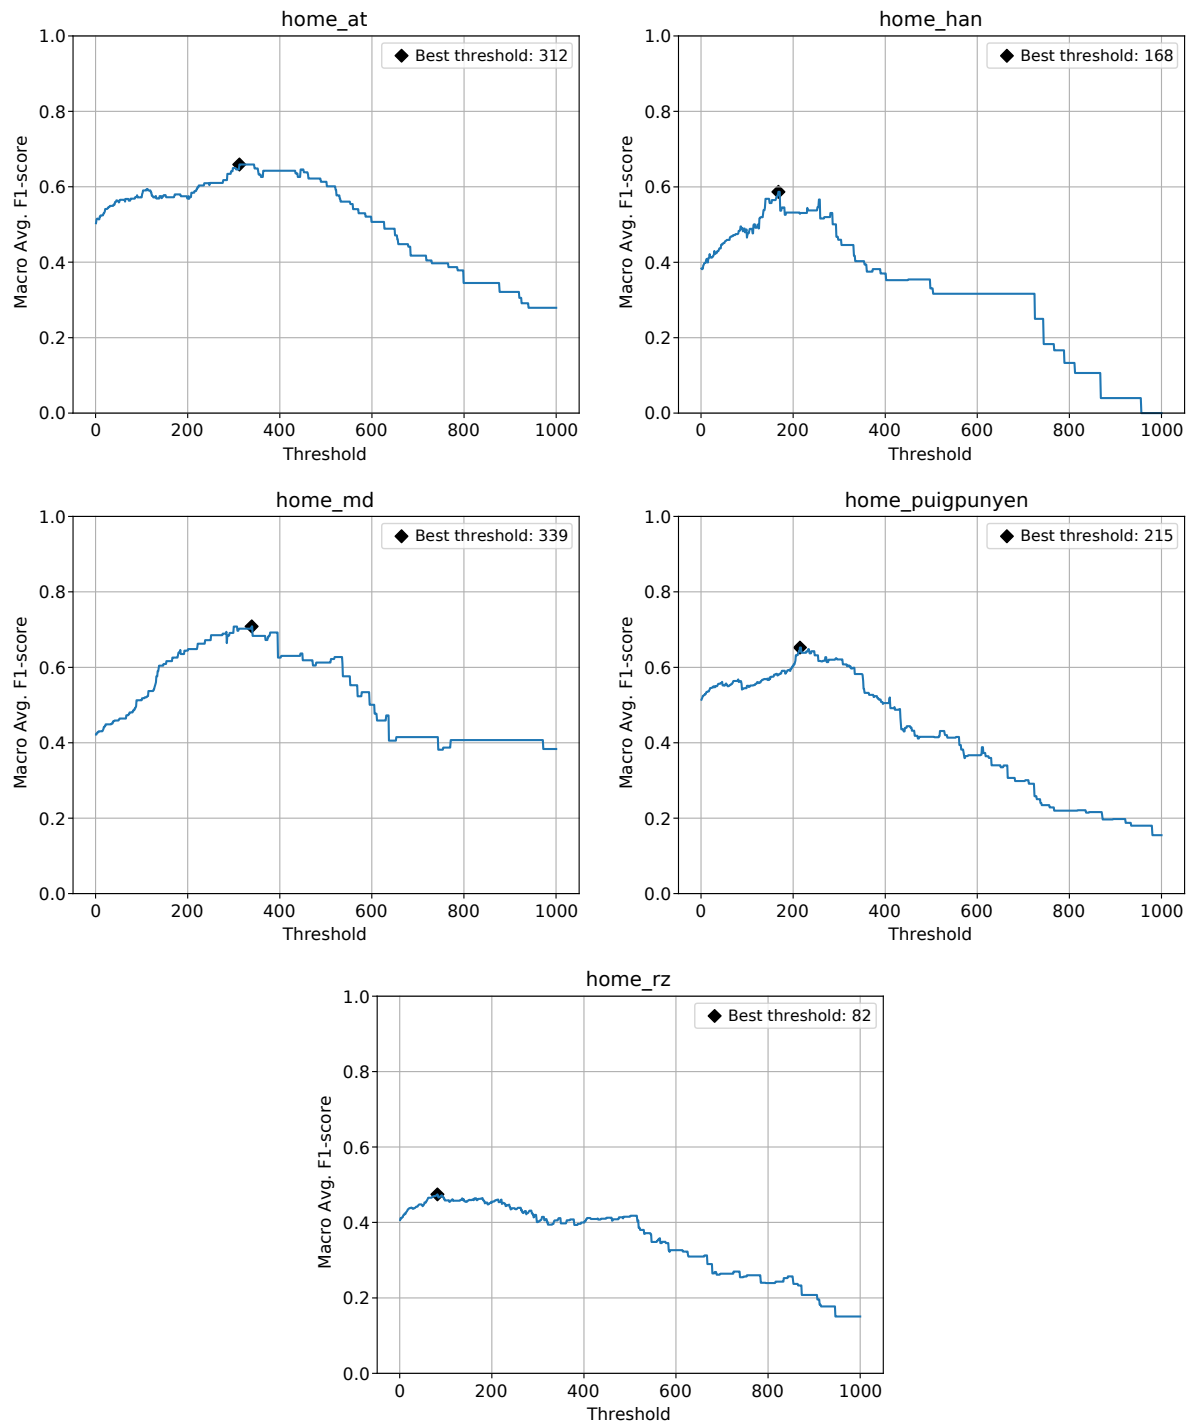 home_at
1.0
0.8
0.6
0.4
0.2
0.0
Macro Avg. F1-score
Best threshold: 312
0 200 400 600 800 1000
Threshold
home_han
1.0
0.8
0.6
0.4
0.2
0.0
Macro Avg. F1-score
Best threshold: 168
0 200 400 600 800 1000
Threshold
home_md
1.0
0.8
0.6
0.4
0.2
0.0
Macro Avg. F1-score
Best threshold: 339
0 200 400 600 800 1000
Threshold
home_puigpunyen
1.0
0.8
0.6
0.4
0.2
0.0
Macro Avg. F1-score
Best threshold: 215
0 200 400 600 800 1000
Threshold
home_rz
1.0
0.8
0.6
0.4
0.2
0.0
Macro Avg. F1-score
Best threshold: 82
0 200 400 600 800 1000
Threshold